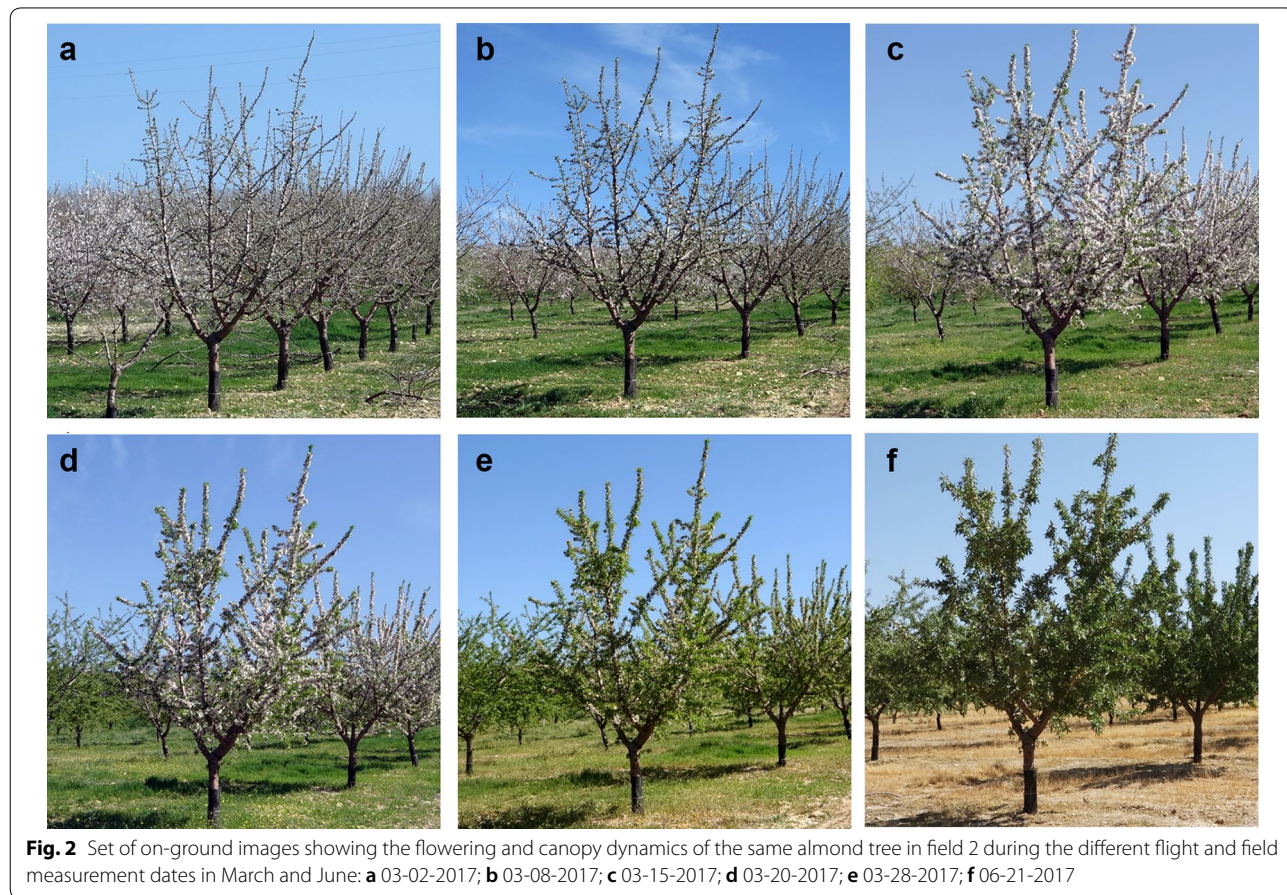 a
b
c
d
e
f
Fig. 2 Set of on-ground images showing the flowering and canopy dynamics of the same almond tree in field 2 during the different flight and field
measurement dates in March and June: a 03-02-2017; b 03-08-2017; c 03-15-2017; d 03-20-2017; e 03-28-2017; f 06-21-2017